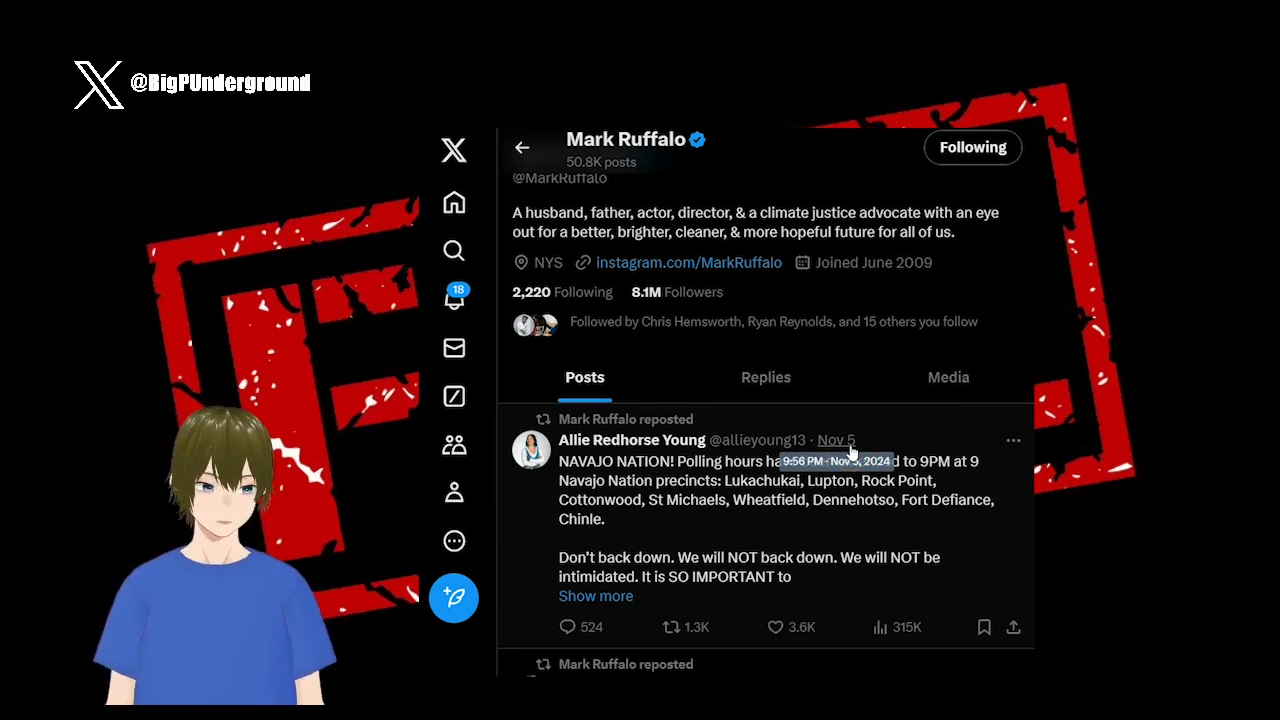 @BigPUnderground
Mark Ruffalo
50.8K posts
Following
@MarkRuffalo
A husband, father, actor, director, & a climate justice advocate with an eye
out for a better, brighter, cleaner, & more hopeful future for all of us.
NYS instagram.com/MarkRuffalo Joined June 2009
2,220 Following 8.1M Followers
Followed by Chris Hemsworth, Ryan Reynolds, and 15 others you follow
18
Posts Replies Media
Mark Ruffalo reposted
Allie Redhorse Young @allieyoung13 · Nov 5
NAVAJO NATION! Polling hours ha d to 9PM at 9
9:56 PM · Nov 5, 2024
Navajo Nation precincts: Lukachukai, Lupton, Rock Point,
Cottonwood, St Michaels, Wheatfield, Dennehotso, Fort Defiance,
Chinle.
Don't back down. We will NOT back down. We will NOT be
intimidated. It is SO IMPORTANT to
Show more
524 1.3K 3.6K 315K
Mark Ruffalo reposted